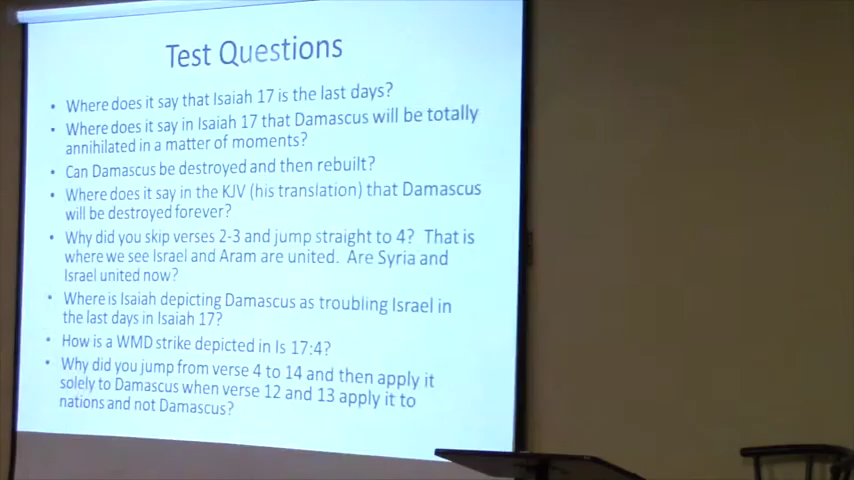 Test Questions
• Where does it say that Isaiah 17 is the last days?
• Where does it say in Isaiah 17 that Damascus will be totally
annihilated in a matter of moments?
• Can Damascus be destroyed and then rebuilt?
• Where does it say in the KJV (his translation) that Damascus
will be destroyed forever?
• Why did you skip verses 2-3 and jump straight to 4? That is
where we see Israel and Aram are united. Are Syria and
Israel united now?
• Where is Isaiah depicting Damascus as troubling Israel in
the last days in Isaiah 17?
• How is a WMD strike depicted in Is 17:4?
• Why did you jump from verse 4 to 14 and then apply it
solely to Damascus when verse 12 and 13 apply it to
nations and not Damascus?